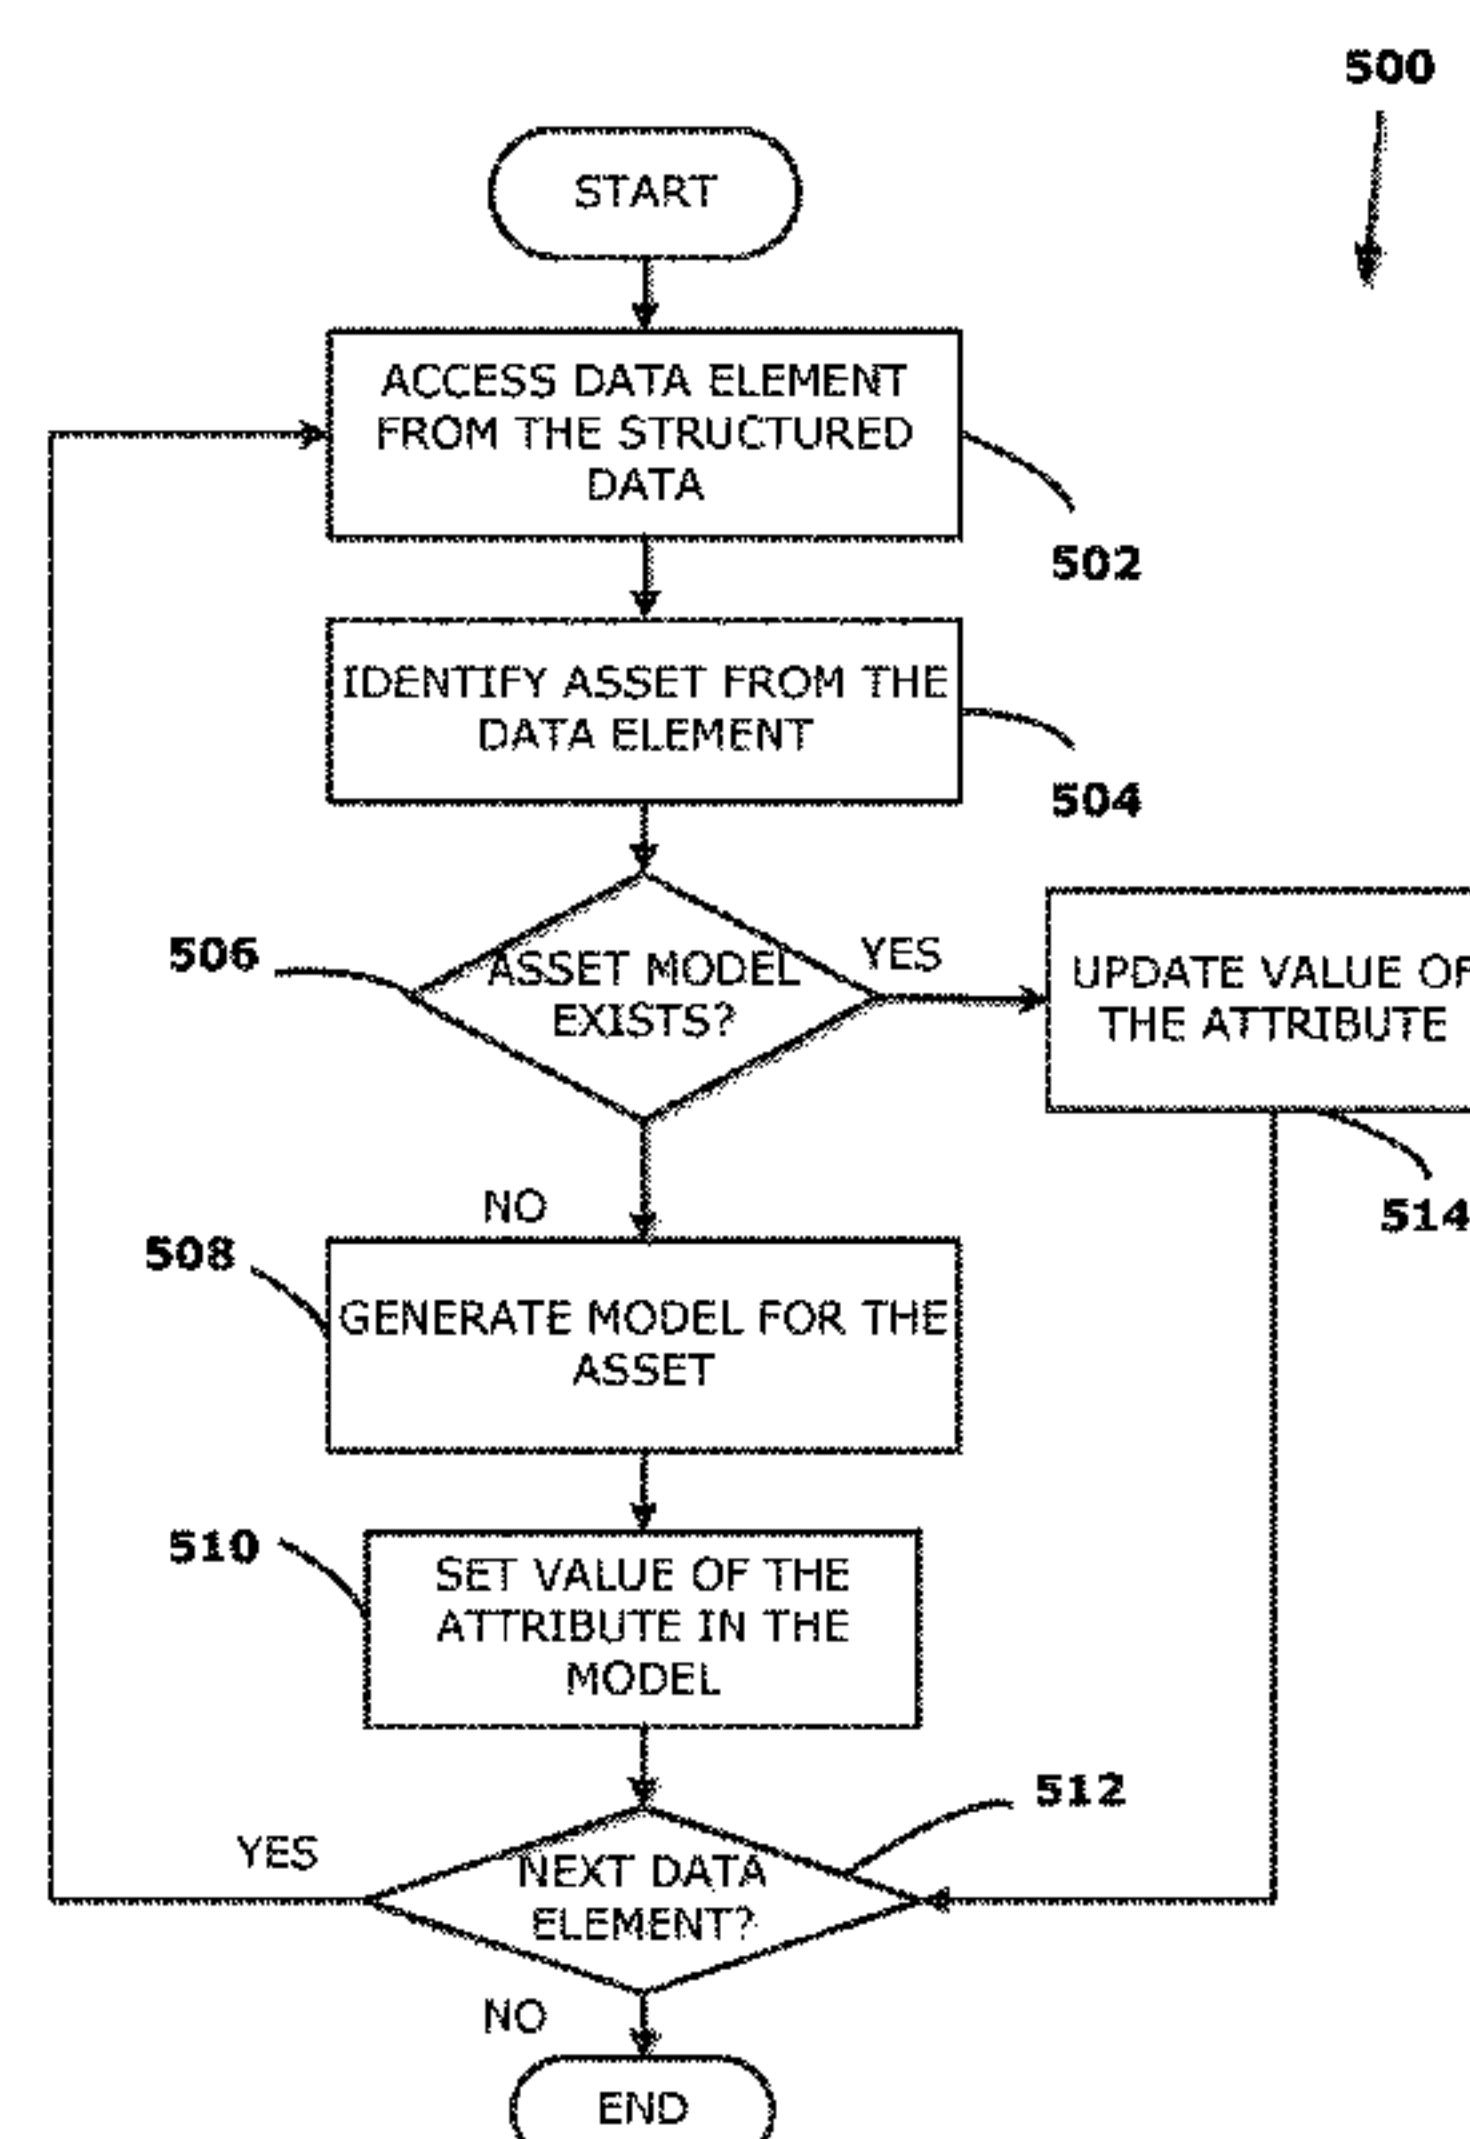 500
START
ACCESS DATA ELEMENT
FROM THE STRUCTURED
DATA
502
IDENTIFY ASSET FROM THE
DATA ELEMENT
504
506
ASSET MODEL
EXISTS?
YES
UPDATE VALUE OF
THE ATTRIBUTE
514
NO
508
GENERATE MODEL FOR THE
ASSET
510
SET VALUE OF THE
ATTRIBUTE IN THE
MODEL
512
YES
NEXT DATA
ELEMENT?
NO
END